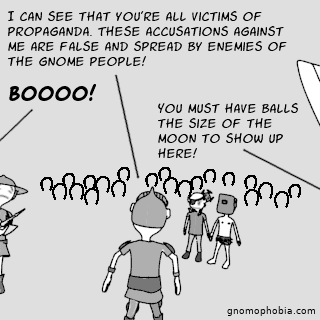 I CAN SEE THAT YOU'RE ALL VICTIMS OF
PROPAGANDA. THESE ACCUSATIONS AGAINST
ME ARE FALSE AND SPREAD BY ENEMIES OF
THE GNOME PEOPLE!
BOOOO!
YOU MUST HAVE BALLS
THE SIZE OF THE
MOON TO SHOW UP
HERE!
gnomophobia.com